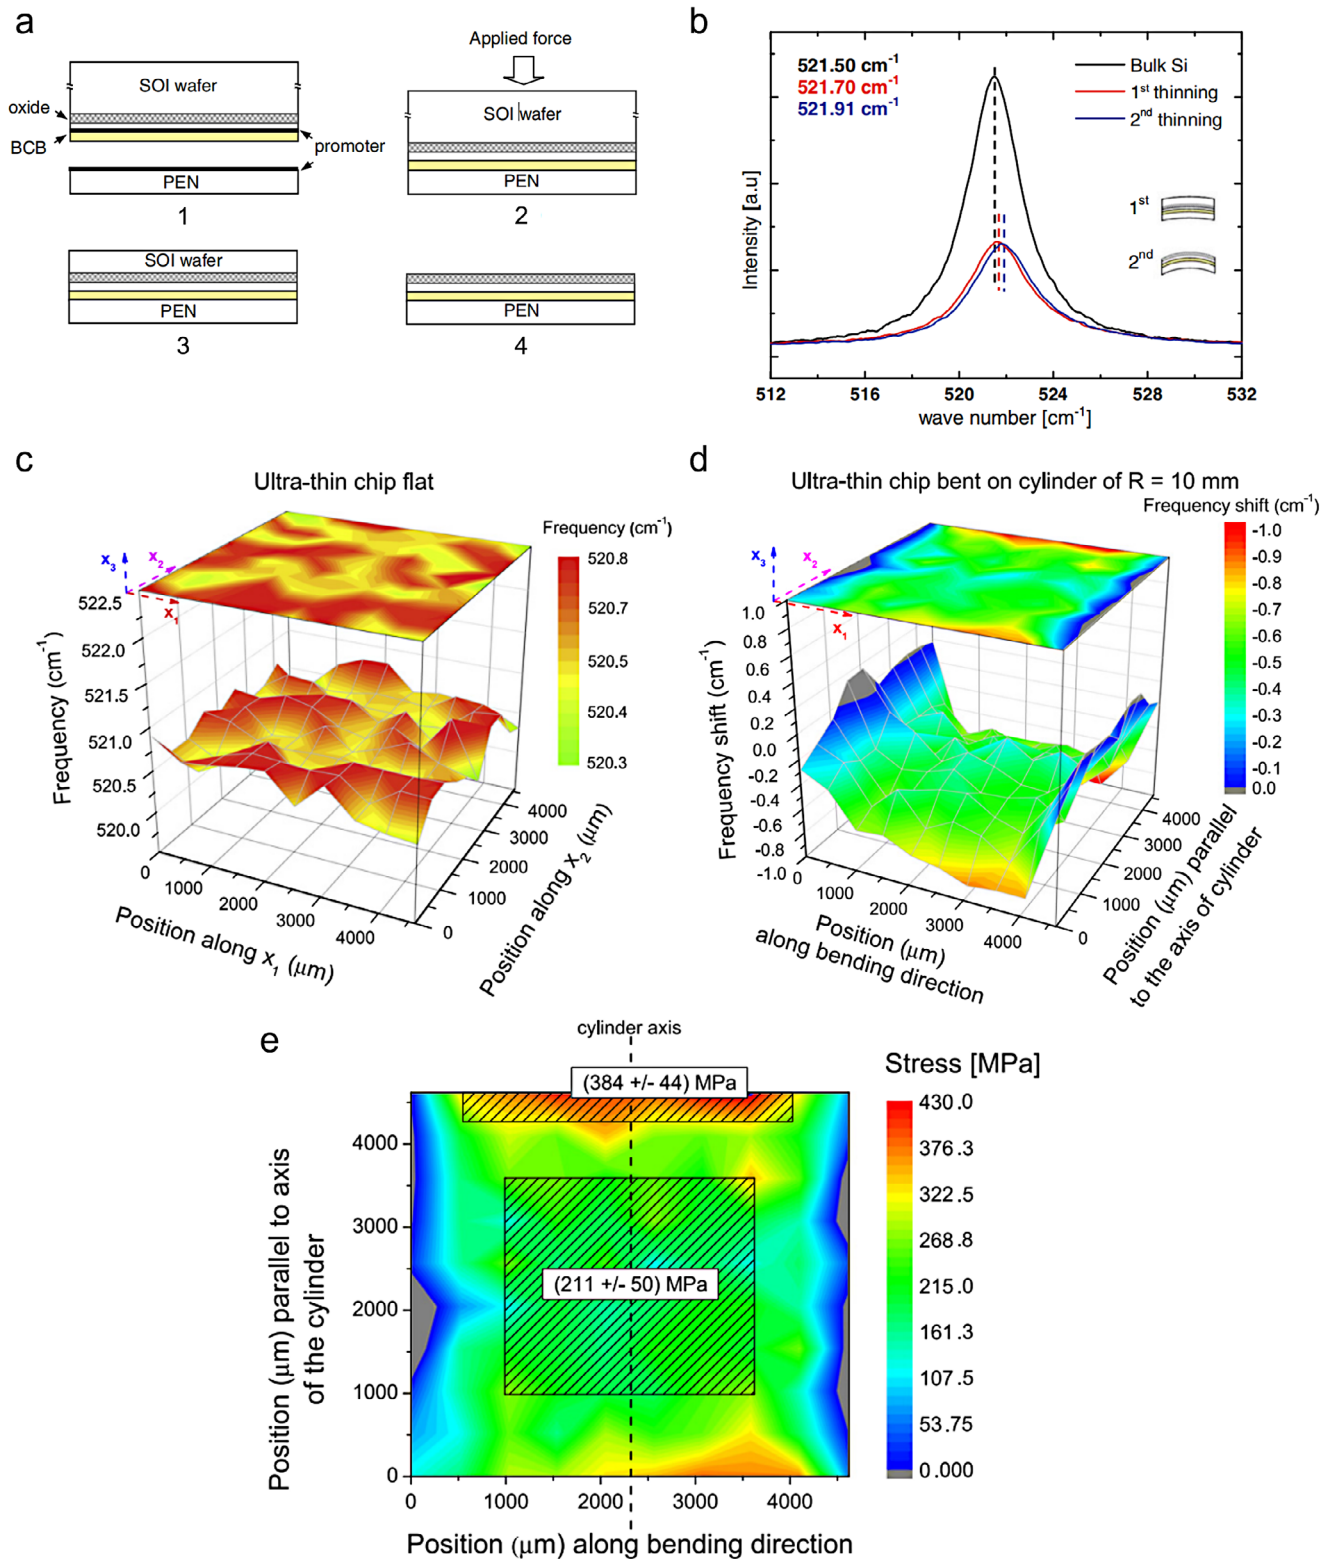 a
Applied force
SOI wafer
oxide
BCB
promoter
PEN
1
SOI wafer
PEN
2
SOI wafer
PEN
3
PEN
4
b
521.50 cm⁻¹
521.70 cm⁻¹
521.91 cm⁻¹
Bulk Si
1st thinning
2nd thinning
1st
2nd
Intensity [a.u]
512 516 520 524 528 532
wave number [cm⁻¹]
c
Ultra-thin chip flat
Frequency (cm⁻¹)
520.8
520.7
520.5
520.4
520.3
x₃
x₂
x₁
522.5
522.0
521.5
521.0
520.5
520.0
Frequency (cm⁻¹)
0 1000 2000 3000 4000
Position along x₁ (µm)
0 1000 2000 3000 4000
Position along x₂ (µm)
d
Ultra-thin chip bent on cylinder of R = 10 mm
Frequency shift (cm⁻¹)
-1.0
-0.9
-0.8
-0.7
-0.6
-0.5
-0.4
-0.3
-0.2
-0.1
0.0
x₃
x₂
x₁
1.0
0.8
0.6
0.4
0.2
0.0
-0.2
-0.4
-0.6
-0.8
-1.0
Frequency shift (cm⁻¹)
0 1000 2000 3000 4000
Position (µm)
along bending direction
0 1000 2000 3000 4000
Position (µm) parallel
to the axis of cylinder
e
cylinder axis
(384 +/- 44) MPa
(211 +/- 50) MPa
Stress [MPa]
430.0
376.3
322.5
268.8
215.0
161.3
107.5
53.75
0.000
4000
3000
2000
1000
0
Position (µm) parallel to axis
of the cylinder
0 1000 2000 3000 4000
Position (µm) along bending direction